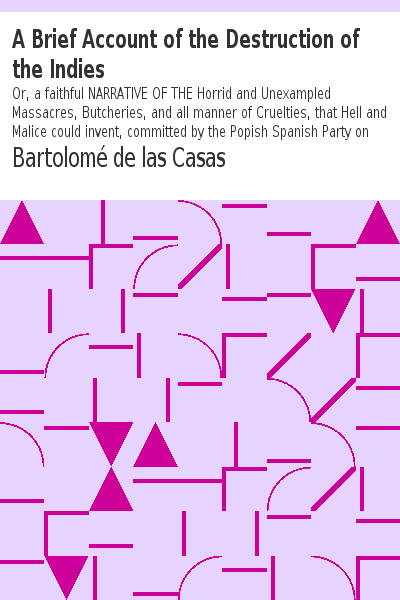 A Brief Account of the Destruction of
the Indies
Or, a faithful NARRATIVE OF THE Horrid and Unexampled
Massacres, Butcheries, and all manner of Cruelties, that Hell and
Malice could invent, committed by the Popish Spanish Party on
Bartolomé de las Casas